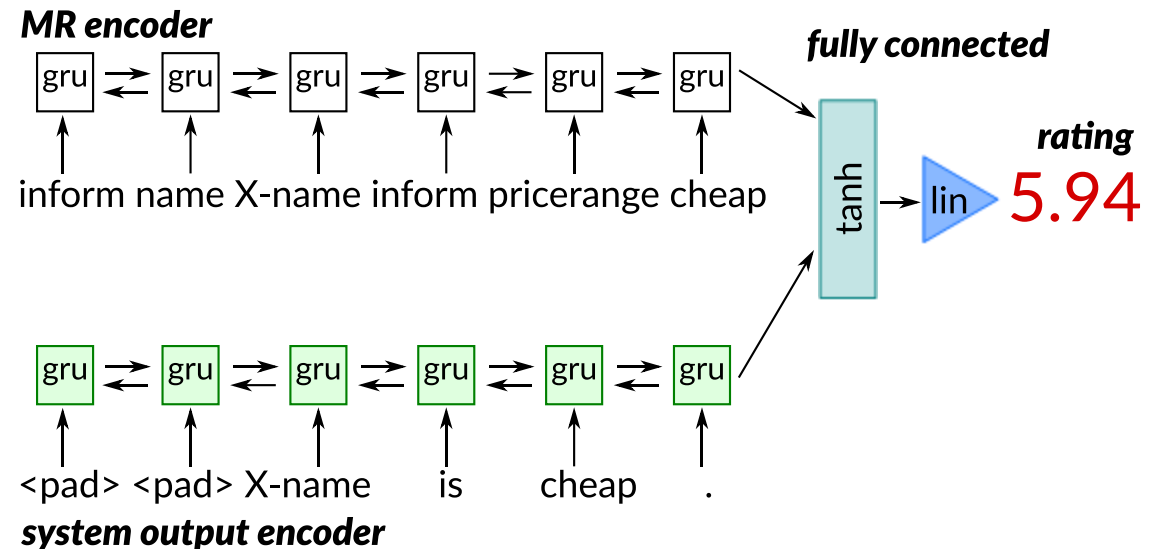 MR encoder
fully connected
gru gru gru gru gru gru
inform name X-name inform pricerange cheap
tanh
lin
rating
5.94
gru gru gru gru gru gru
<pad> <pad> X-name is cheap .
system output encoder